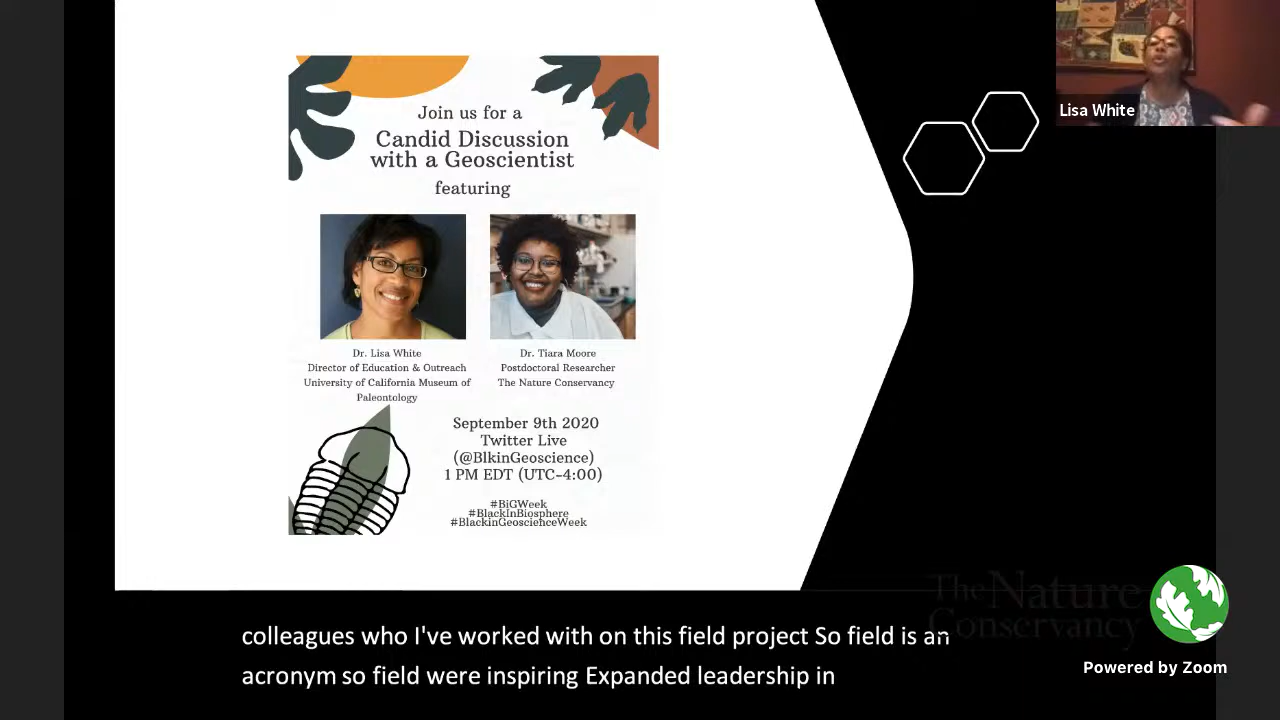 Join us for a
Candid Discussion
with a Geoscientist
featuring
Dr. Lisa White
Director of Education & Outreach
University of California Museum of
Paleontology
Dr. Tiara Moore
Postdoctoral Researcher
The Nature Conservancy
September 9th 2020
Twitter Live
(@BlkinGeoscience)
1 PM EDT (UTC-4:00)
#BiGWeek
#BlackInBiosphere
#BlackinGeoscienceWeek
Lisa White
The Nature
Conservancy
Powered by Zoom
colleagues who I've worked with on this field project So field is an
acronym so field were inspiring Expanded leadership in